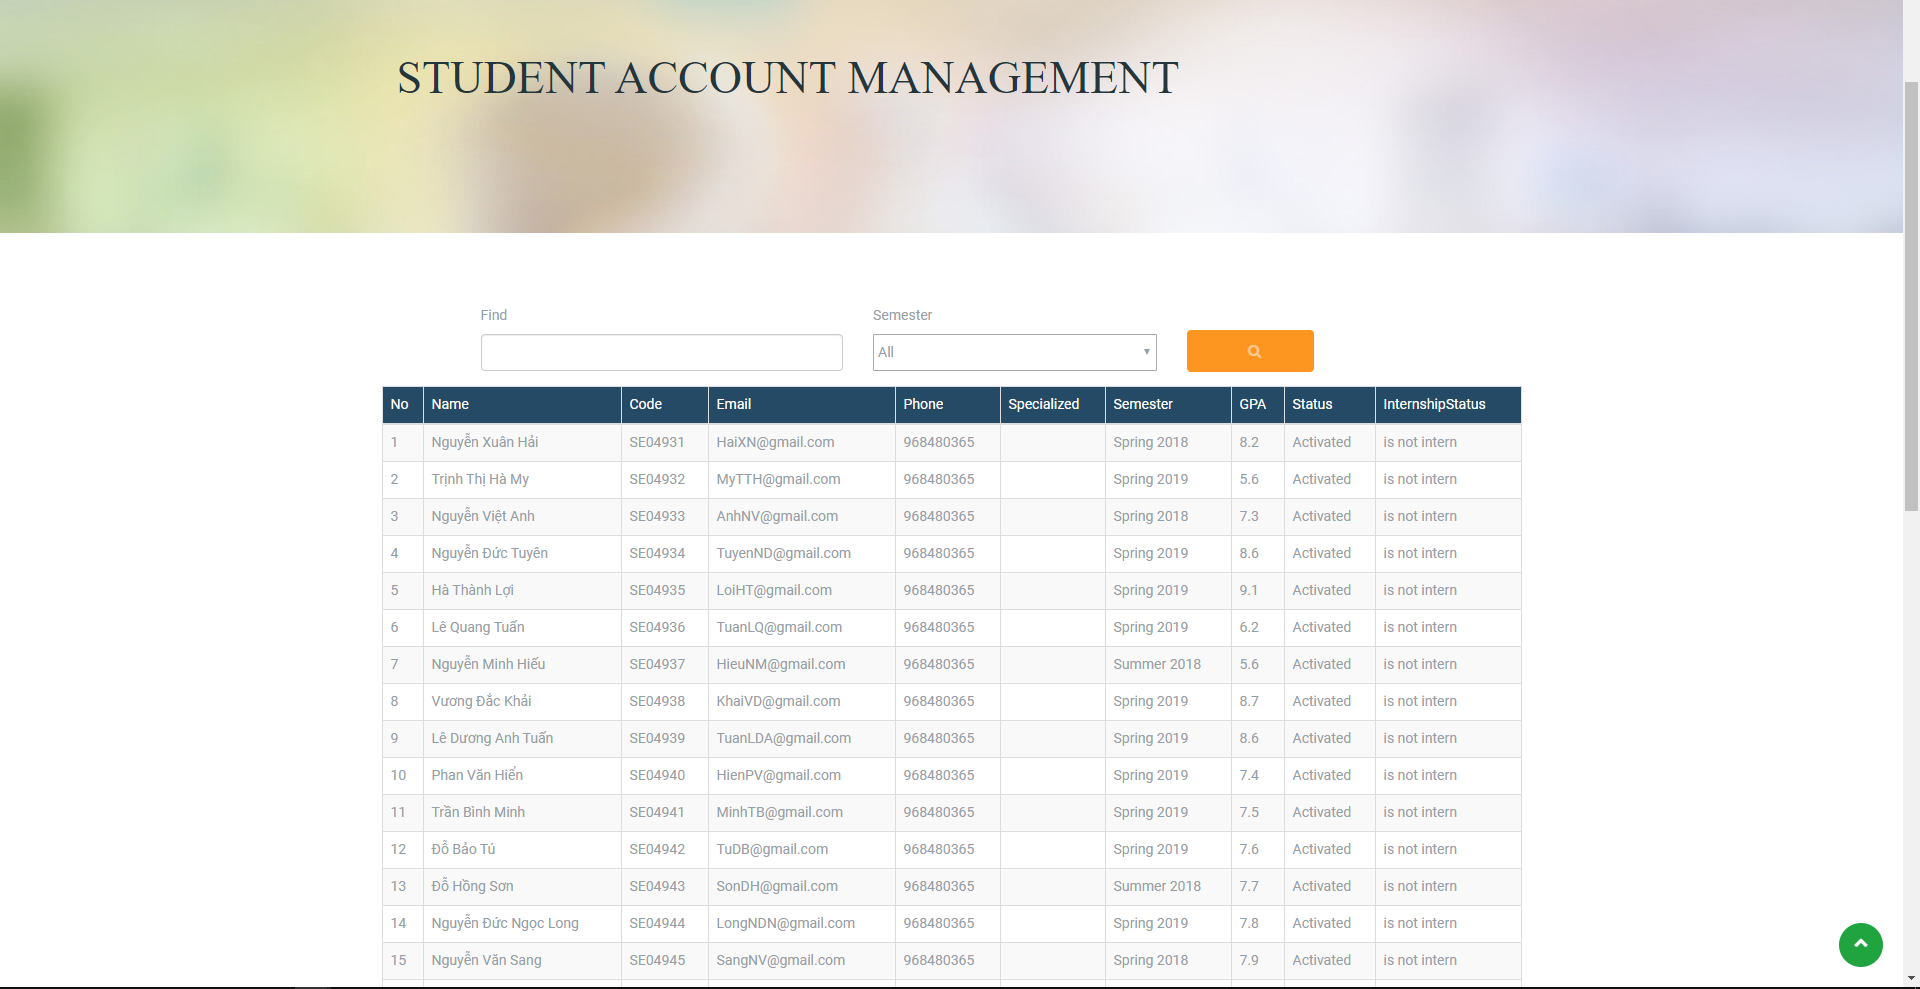 STUDENT ACCOUNT MANAGEMENT
Find Semester
All
No Name Code Email Phone Specialized Semester GPA Status InternshipStatus
1 Nguyễn Xuân Hải SE04931 HaiXN@gmail.com 968480365 Spring 2018 8.2 Activated is not intern
2 Trịnh Thị Hà My SE04932 MyTTH@gmail.com 968480365 Spring 2019 5.6 Activated is not intern
3 Nguyễn Việt Anh SE04933 AnhNV@gmail.com 968480365 Spring 2018 7.3 Activated is not intern
4 Nguyễn Đức Tuyên SE04934 TuyenND@gmail.com 968480365 Spring 2019 8.6 Activated is not intern
5 Hà Thành Lợi SE04935 LoiHT@gmail.com 968480365 Spring 2019 9.1 Activated is not intern
6 Lê Quang Tuấn SE04936 TuanLQ@gmail.com 968480365 Spring 2019 6.2 Activated is not intern
7 Nguyễn Minh Hiếu SE04937 HieuNM@gmail.com 968480365 Summer 2018 5.6 Activated is not intern
8 Vương Đắc Khải SE04938 KhaiVD@gmail.com 968480365 Spring 2019 8.7 Activated is not intern
9 Lê Dương Anh Tuấn SE04939 TuanLDA@gmail.com 968480365 Spring 2019 8.6 Activated is not intern
10 Phan Văn Hiển SE04940 HienPV@gmail.com 968480365 Spring 2019 7.4 Activated is not intern
11 Trần Bình Minh SE04941 MinhTB@gmail.com 968480365 Spring 2019 7.5 Activated is not intern
12 Đỗ Bảo Tú SE04942 TuDB@gmail.com 968480365 Spring 2019 7.6 Activated is not intern
13 Đỗ Hồng Sơn SE04943 SonDH@gmail.com 968480365 Summer 2018 7.7 Activated is not intern
14 Nguyễn Đức Ngọc Long SE04944 LongNDN@gmail.com 968480365 Spring 2019 7.8 Activated is not intern
15 Nguyễn Văn Sang SE04945 SangNV@gmail.com 968480365 Spring 2018 7.9 Activated is not intern